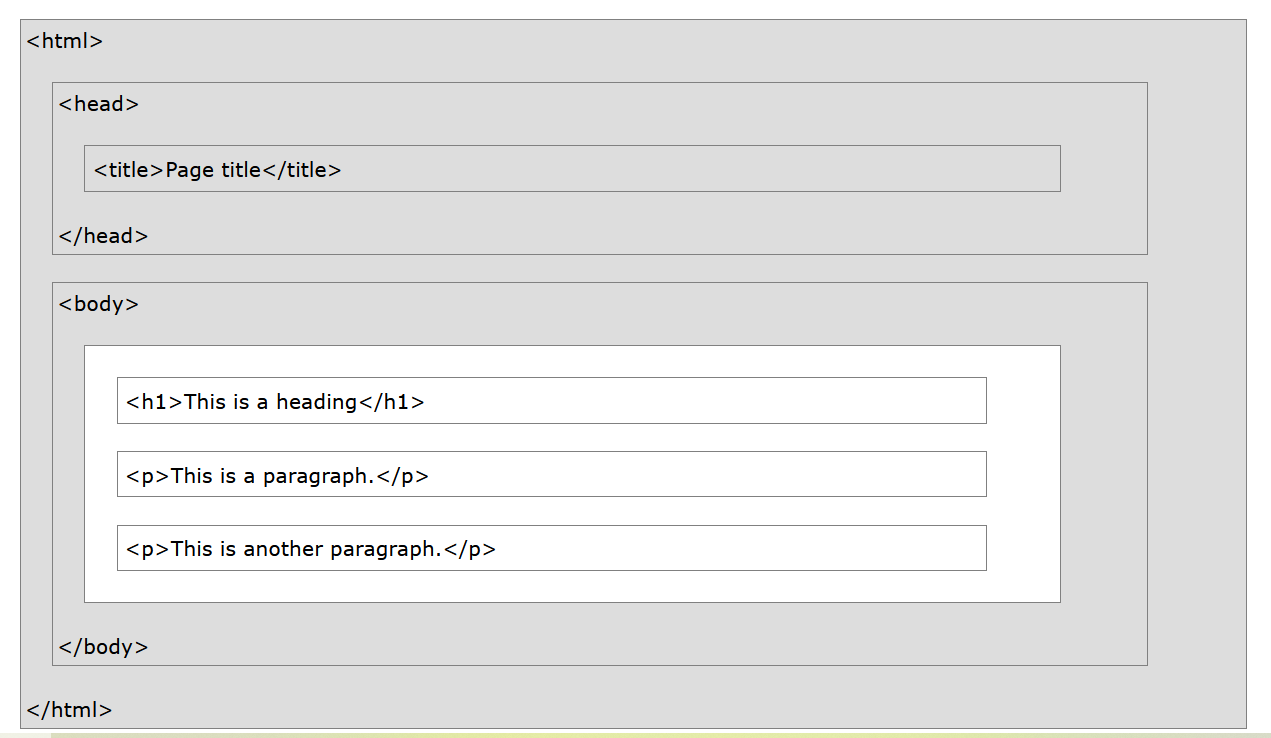 <html>
<head>
<title>Page title</title>
</head>
<body>
<h1>This is a heading</h1>
<p>This is a paragraph.</p>
<p>This is another paragraph.</p>
</body>
</html>